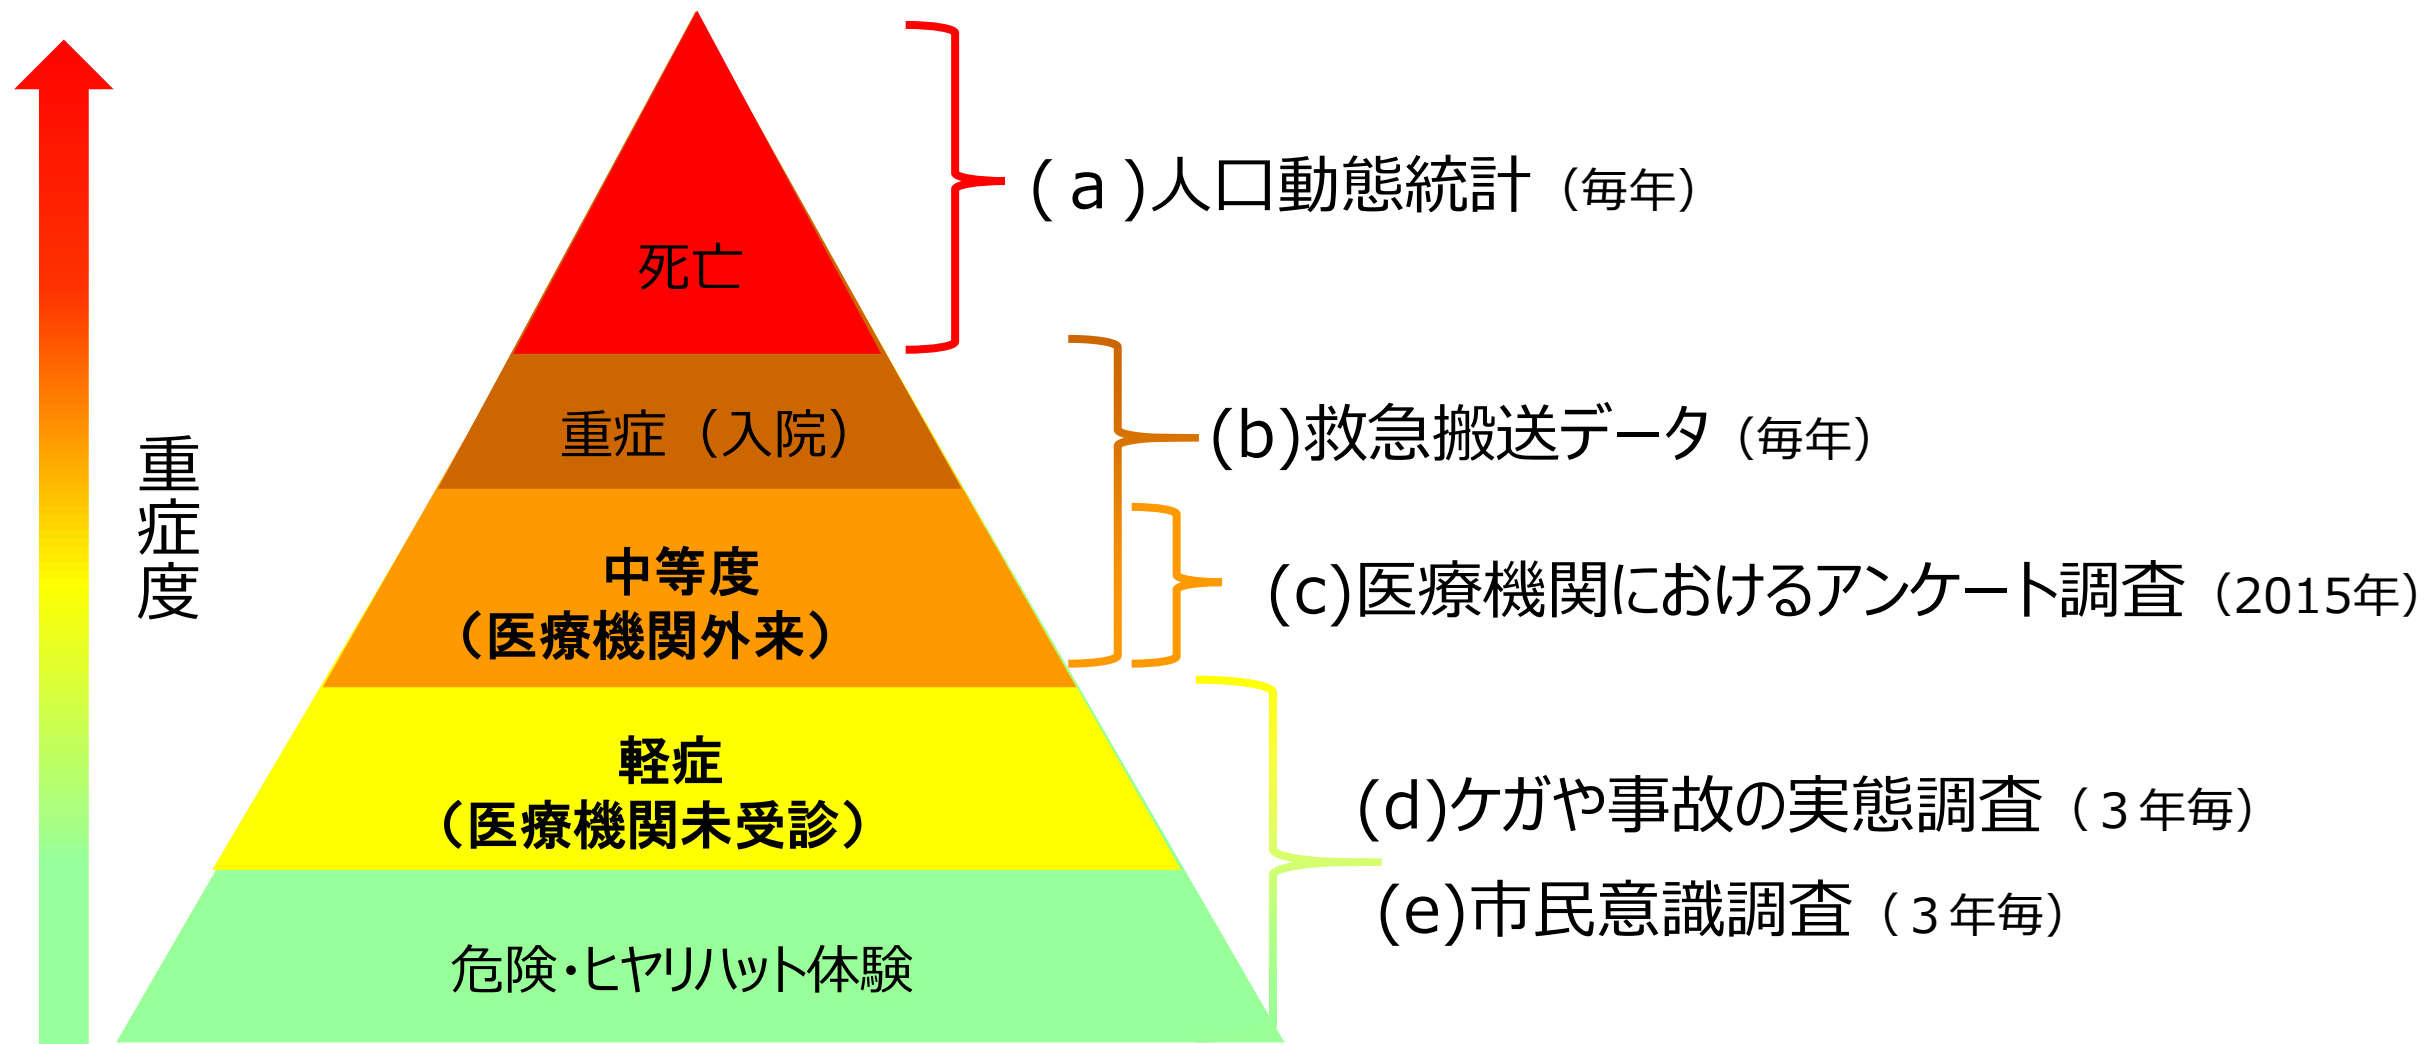 重症度
死亡
重症（入院）
中等度
（医療機関外来）
軽症
（医療機関未受診）
危険・ヒヤリハット体験
(ａ)人口動態統計（毎年）
(b)救急搬送データ（毎年）
(c)医療機関におけるアンケート調査（2015年）
(d)ケガや事故の実態調査（３年毎）
(e)市民意識調査（３年毎）